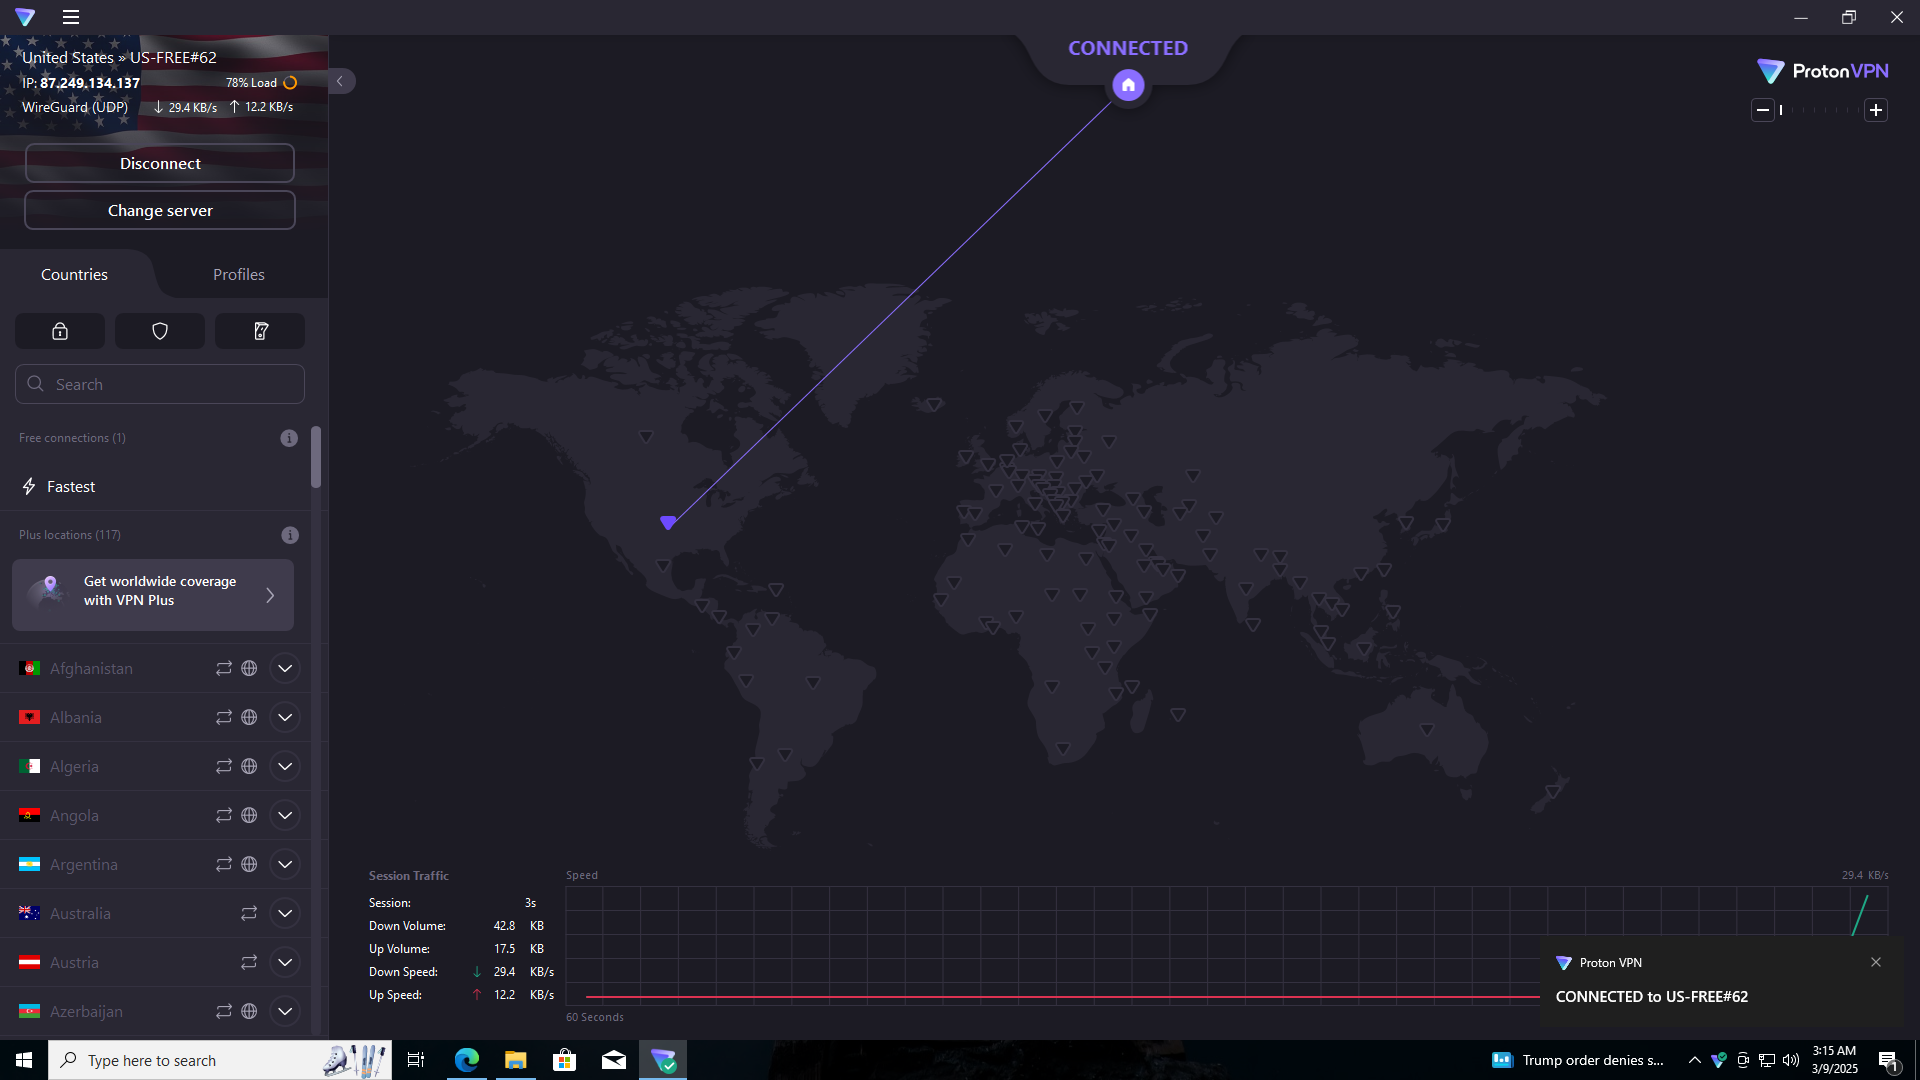 United States » US-FREE#62
IP: 87.249.134.137
78% Load
WireGuard (UDP)
29.4 KB/s
12.2 KB/s
Disconnect
Change server
Countries
Profiles
Search
Free connections (1)
Fastest
Plus locations (117)
Get worldwide coverage
with VPN Plus
Afghanistan
Albania
Algeria
Angola
Argentina
Australia
Austria
Azerbaijan
CONNECTED
ProtonVPN
Session Traffic
Session: 3s
Down Volume: 42.8 KB
Up Volume: 17.5 KB
Down Speed: 29.4 KB/s
Up Speed: 12.2 KB/s
Speed
29.4 KB/s
60 Seconds
Proton VPN
CONNECTED to US-FREE#62
Type here to search
Trump order denies s...
3:15 AM
3/9/2025
1